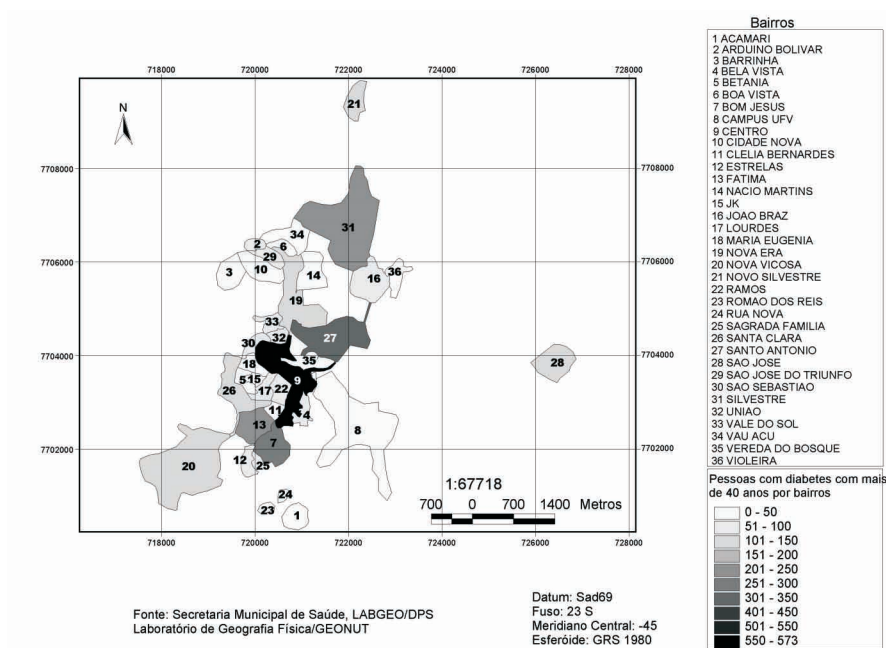 Bairros
1 ACAMARI
2 ARDUINO BOLIVAR
3 BARRINHA
4 BELA VISTA
5 BETANIA
6 BOA VISTA
7 BOM JESUS
8 CAMPUS UFV
9 CENTRO
10 CIDADE NOVA
11 CLELIA BERNARDES
12 ESTRELAS
13 FATIMA
14 NACIO MARTINS
15 JK
16 JOAO BRAZ
17 LOURDES
18 MARIA EUGENIA
19 NOVA ERA
20 NOVA VICOSA
21 NOVO SILVESTRE
22 RAMOS
23 ROMAO DOS REIS
24 RUA NOVA
25 SAGRADA FAMILIA
26 SANTA CLARA
27 SANTO ANTONIO
28 SAO JOSE
29 SAO JOSE DO TRIUNFO
30 SAO SEBASTIAO
31 SILVESTRE
32 UNIAO
33 VALE DO SOL
34 VAU ACU
35 VEREDA DO BOSQUE
36 VIOLEIRA
Pessoas com diabetes com mais
de 40 anos por bairros
0 - 50
51 - 100
101 - 150
151 - 200
201 - 250
251 - 300
301 - 350
401 - 450
501 - 550
550 - 573
718000 720000 722000 724000 726000 728000
N
21
7708000 7708000
31
34
2 6
29
7706000 7706000
3 10 14 16 36
19
33
27
32
30
7704000 7704000
35
28
18
5 15 9
26 17 22
11 4
13 8
7
7702000 7702000
12
20 25
24
23 1
1:67718
700 0 700 1400 Metros
718000 720000 722000 724000 726000 728000
Fonte: Secretaria Municipal de Saúde, LABGEO/DPS
Laboratório de Geografia Física/GEONUT
Datum: Sad69
Fuso: 23 S
Meridiano Central: -45
Esferóide: GRS 1980